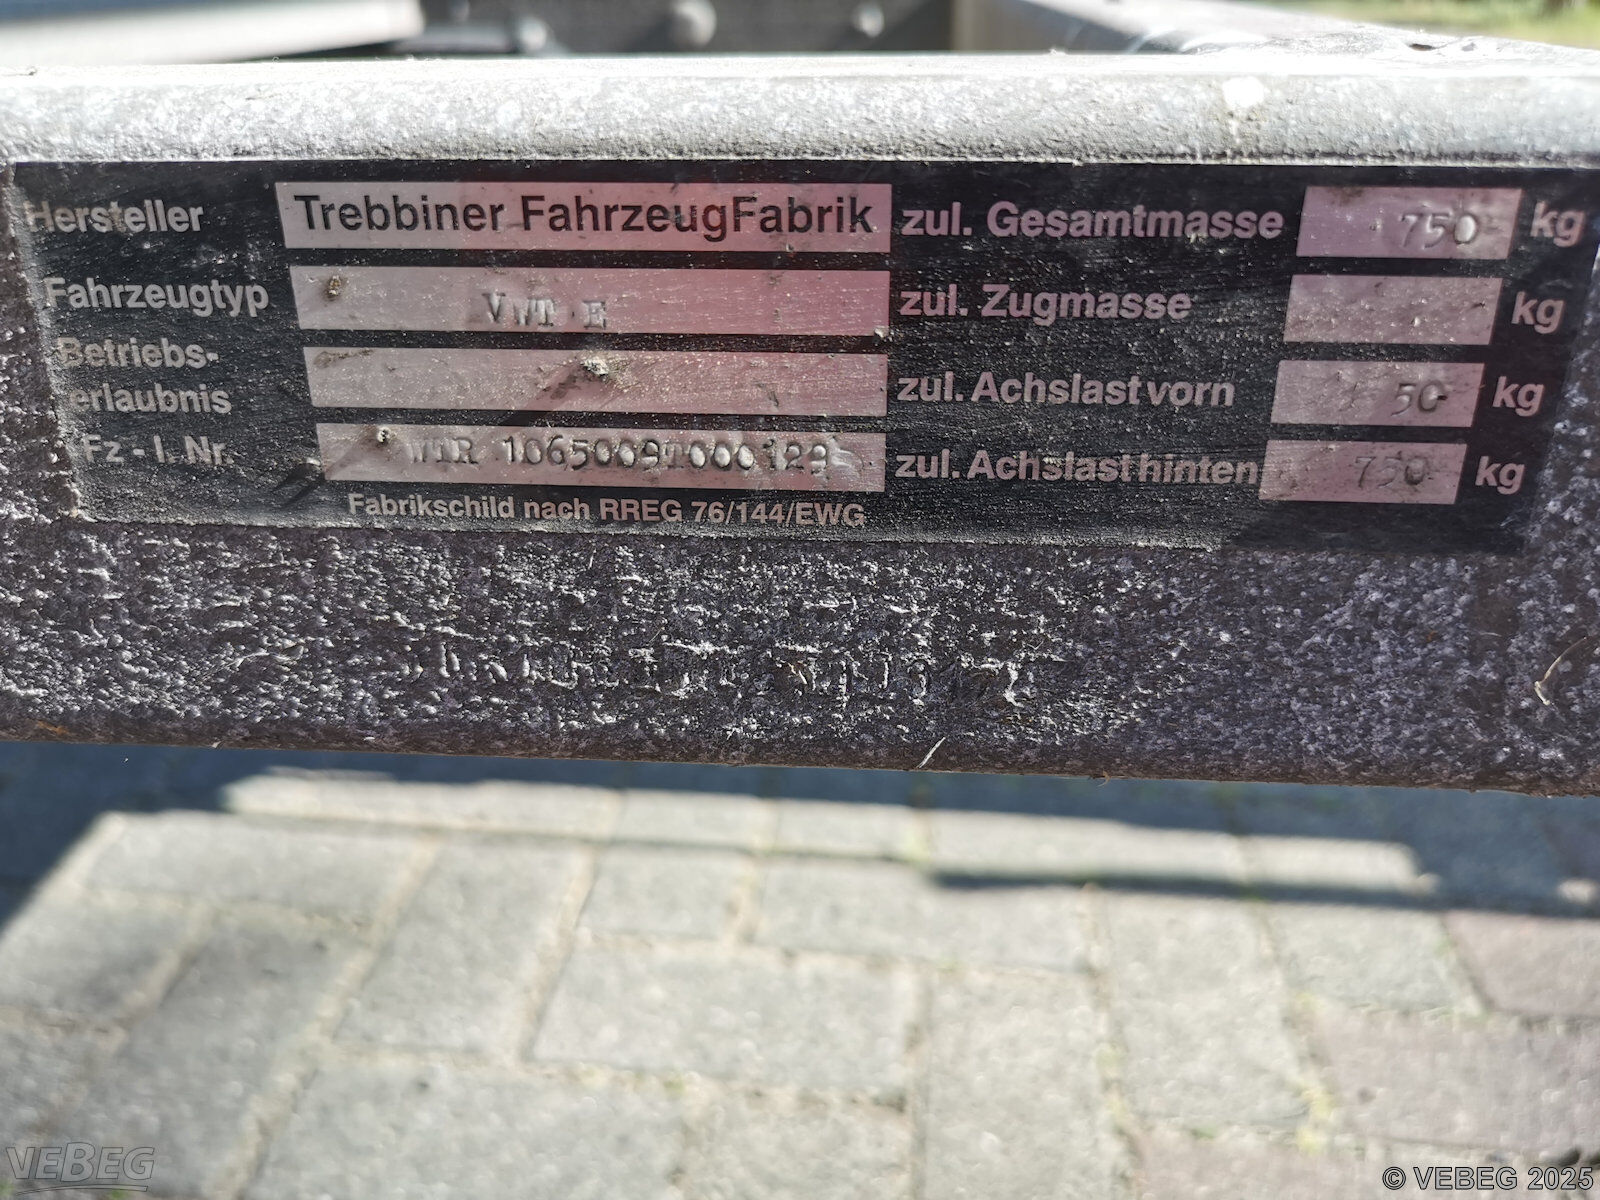 Hersteller Trebbiner FahrzeugFabrik zul. Gesamtmasse 750 kg
Fahrzeugtyp VWT E zul. Zugmasse kg
Betriebs-
erlaubnis zul. Achslast vorn 50 kg
Fz - I. Nr. zul. Achslast hinten 750 kg
Fabrikschild nach RREG 76/144/EWG
VEBEG
© VEBEG 2025